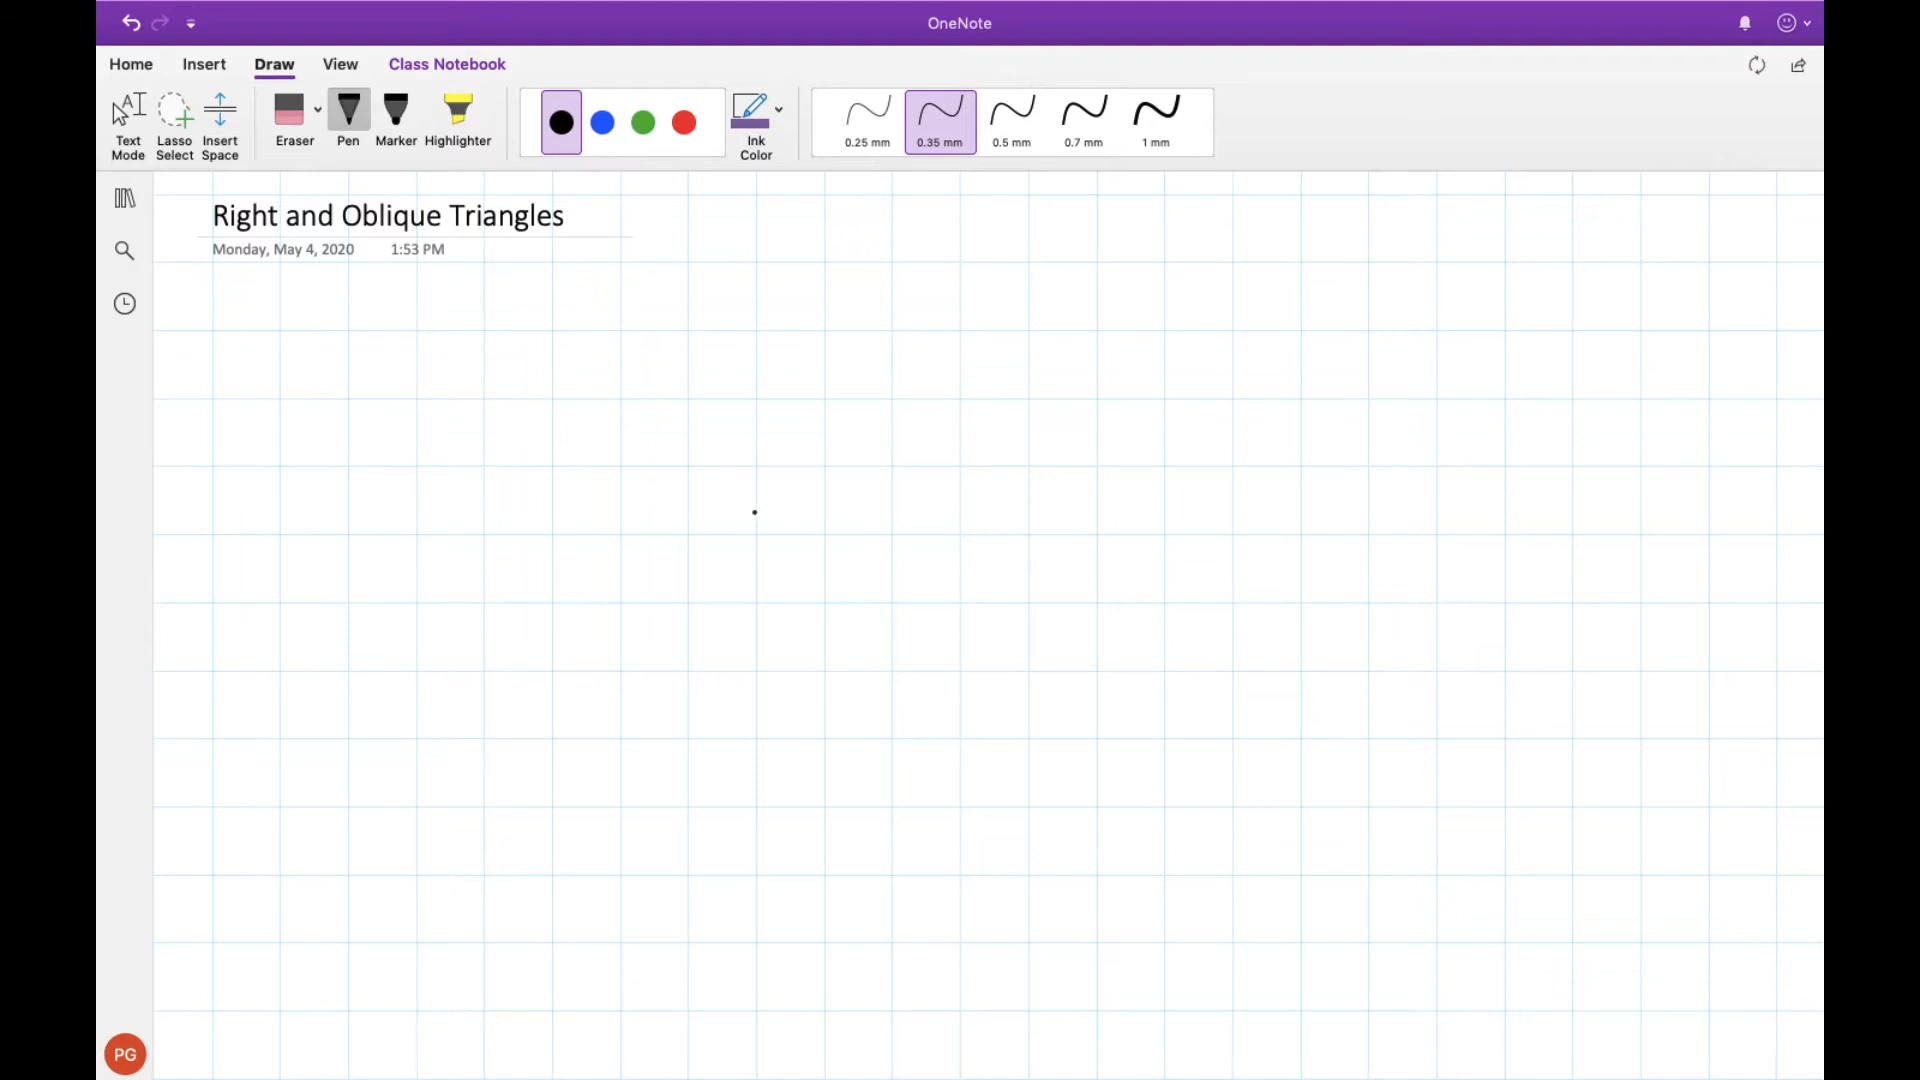 OneNote
Home Insert Draw View Class Notebook
Text Mode
Lasso Select
Insert Space
Eraser
Pen
Marker
Highlighter
Ink Color
0.25 mm
0.35 mm
0.5 mm
0.7 mm
1 mm
Right and Oblique Triangles
Monday, May 4, 2020 1:53 PM
PG